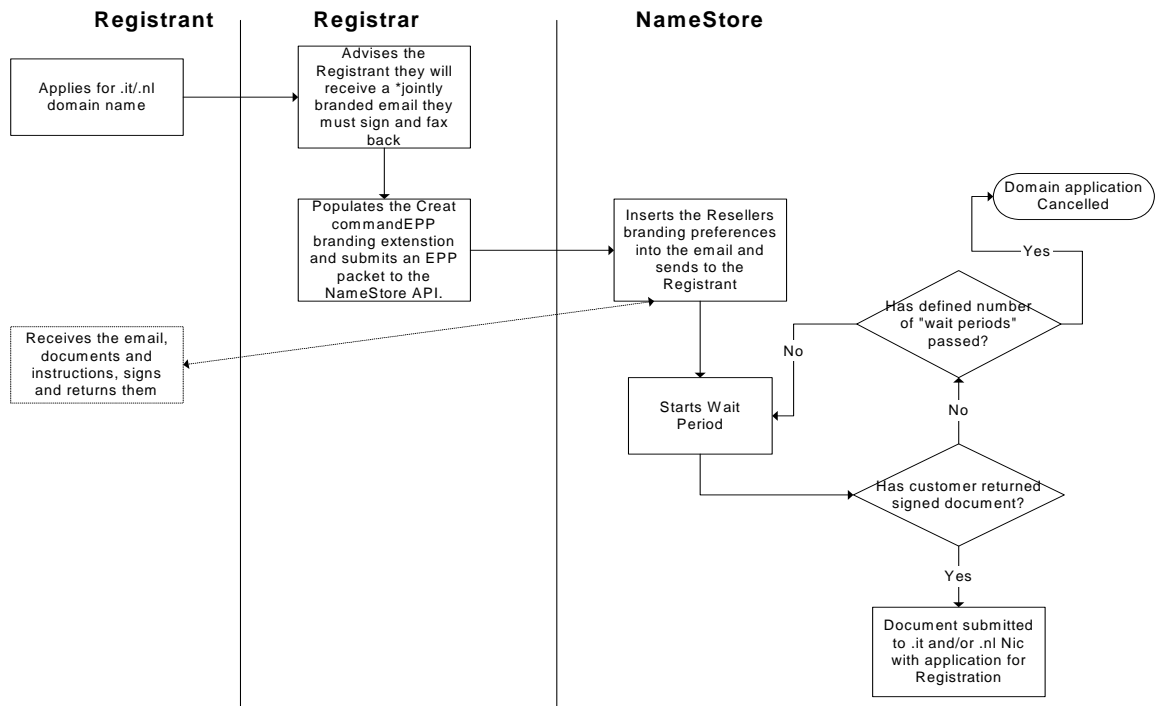 Registrant
Registrar
NameStore
Applies for .it/.nl
domain name
Advises the
Registrant they will
receive a *jointly
branded email they
must sign and fax
back
Populates the Creat
commandEPP
branding extenstion
and submits an EPP
packet to the
NameStore API.
Inserts the Resellers
branding preferences
into the email and
sends to the
Registrant
Domain application
Cancelled
Yes
Has defined number
of "wait periods"
passed?
No
Receives the email,
documents and
instructions, signs
and returns them
Starts Wait
Period
No
Has customer returned
signed document?
Yes
Document submitted
to .it and/or .nl Nic
with application for
Registration